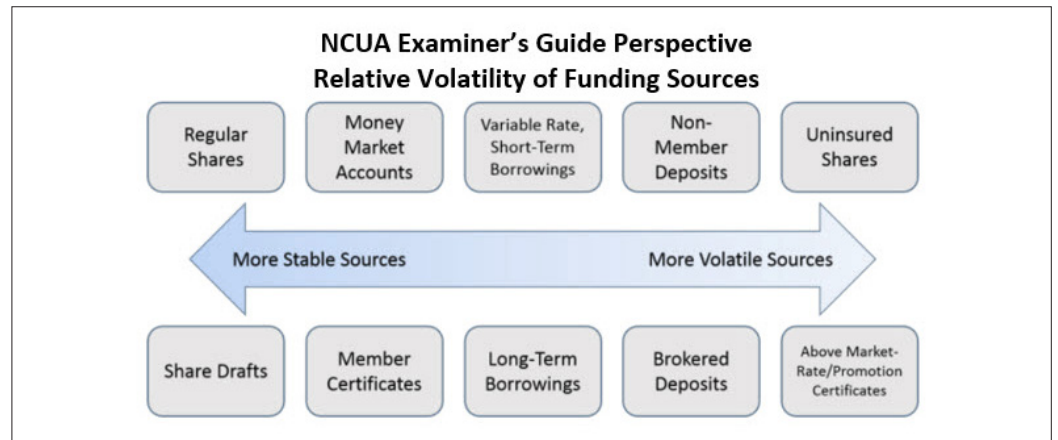 NCUA Examiner’s Guide Perspective
Relative Volatility of Funding Sources
Regular
Shares
Money
Market
Accounts
Variable Rate,
Short-Term
Borrowings
Non-
Member
Deposits
Uninsured
Shares
More Stable Sources
More Volatile Sources
Share Drafts
Member
Certificates
Long-Term
Borrowings
Brokered
Deposits
Above Market-
Rate/Promotion
Certificates